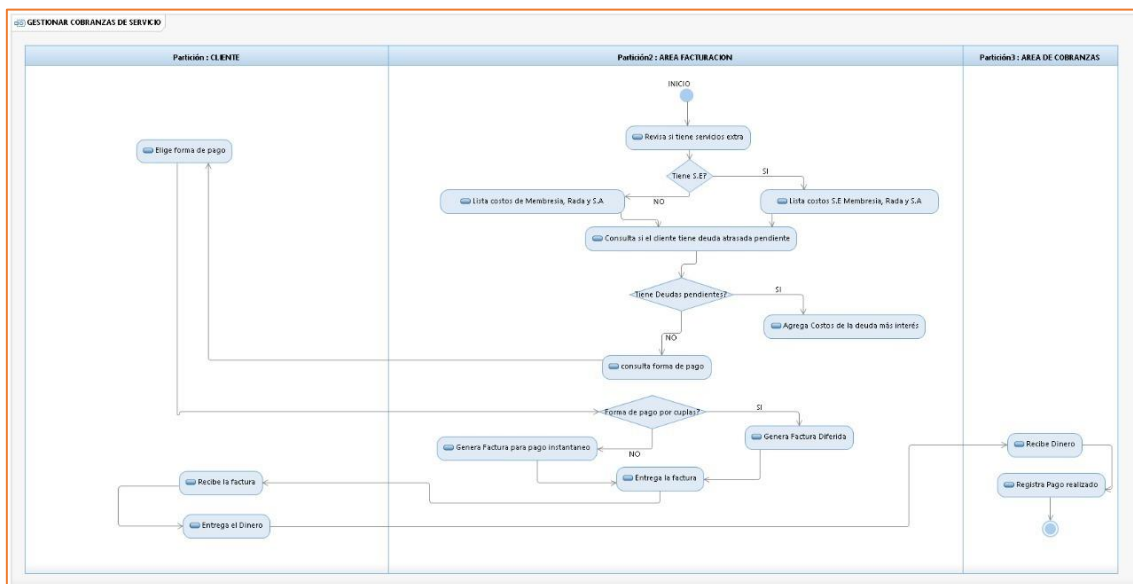 GESTIONAR COBRANZAS DE SERVICIO
Partición : CLIENTE
Partición2 : AREA FACTURACION
Partición3 : AREA DE COBRANZAS
INICIO
Revisa si tiene servicios extra
Elige forma de pago
Tiene S.E?
SI
NO
Lista costos de Membresia, Rada y S.A
Lista costos S.E Membresia, Rada y S.A
Consulta si el cliente tiene deuda atrasada pendiente
Tiene Deudas pendientes?
SI
Agrega Costos de la deuda más interés
NO
consulta forma de pago
Forma de pago por cuplas?
SI
Genera Factura Diferida
Genera Factura para pago instantaneo
NO
Recibe Dinero
Entrega la factura
Recibe la factura
Registra Pago realizado
Entrega el Dinero